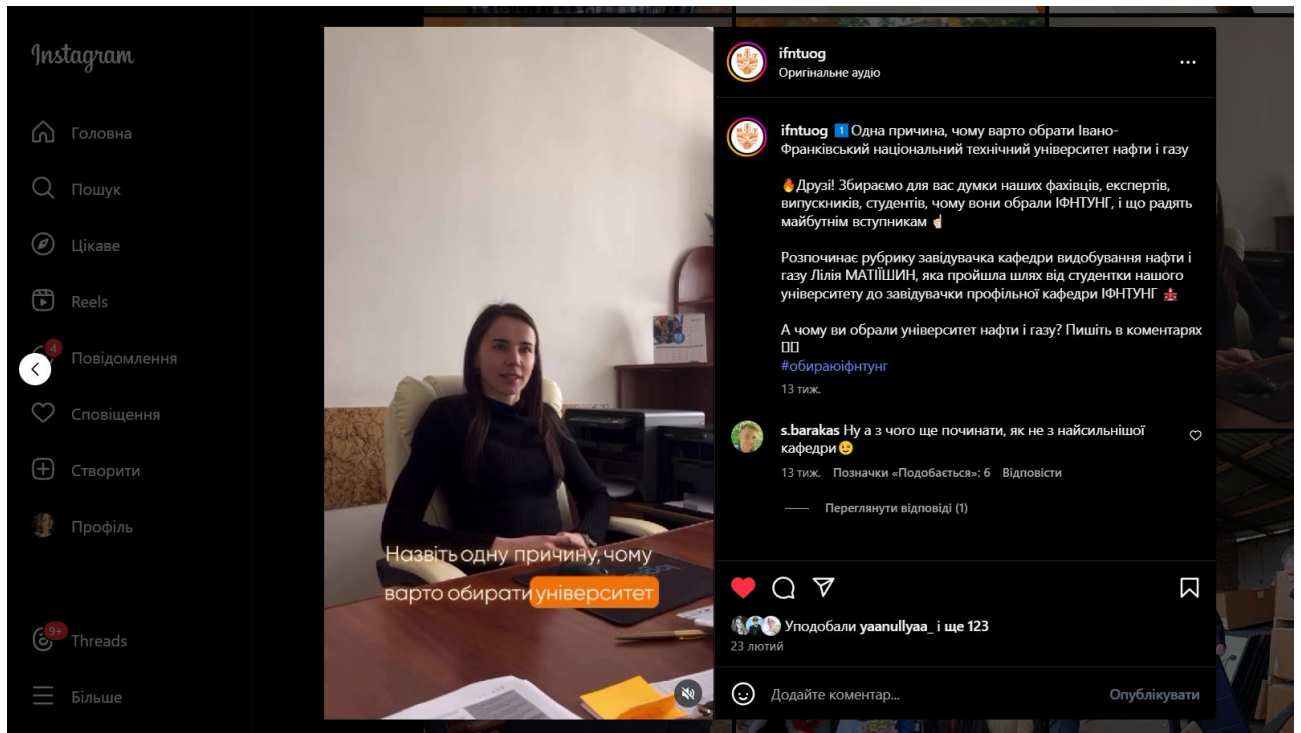 Instagram
Головна
Пошук
Цікаве
Reels
4
Повідомлення
Сповіщення
Створити
Профіль
9+
Threads
Більше
Назвіть одну причину, чому
варто обирати університет
ifntuog
Оригінальне аудіо
ifntuog 1 Одна причина, чому варто обрати Івано-
Франківський національний технічний університет нафти і газу
🔥Друзі! Збираємо для вас думки наших фахівців, експертів,
випускників, студентів, чому вони обрали ІФНТУНГ, і що радять
майбутнім вступникам ☝🏻
Розпочинає рубрику завідувачка кафедри видобування нафти і
газу Лілія МАТІЇШИН, яка пройшла шлях від студентки нашого
університету до завідувачки профільної кафедри ІФНТУНГ
А чому ви обрали університет нафти і газу? Пишіть в коментарях
#обираюіфнтунг
13 тиж.
s.barakas Ну а з чого ще починати, як не з найсильнішої
кафедри😉
13 тиж. Позначки «Подобається»: 6 Відповісти
Переглянути відповіді (1)
Уподобали yaanullyaa_ і ще 123
23 лютий
Додайте коментар...
Опублікувати